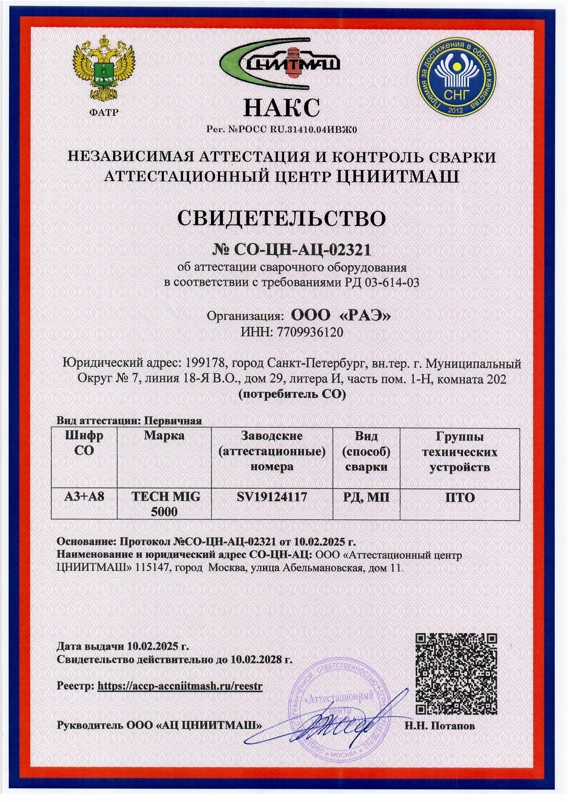 ФАТР
ЦНИИТМАШ
НАКС
Рег. №РОСС RU.31410.04ИВЖ0
Премия за достижения в области качества
СНГ
2012
НЕЗАВИСИМАЯ АТТЕСТАЦИЯ И КОНТРОЛЬ СВАРКИ
АТТЕСТАЦИОННЫЙ ЦЕНТР ЦНИИТМАШ
СВИДЕТЕЛЬСТВО
№ СО-ЦН-АЦ-02321
об аттестации сварочного оборудования
в соответствии с требованиями РД 03-614-03
Организация: ООО «РАЭ»
ИНН: 7709936120
Юридический адрес: 199178, город Санкт-Петербург, вн.тер. г. Муниципальный
Округ № 7, линия 18-Я В.О., дом 29, литера И, часть пом. 1-Н, комната 202
(потребитель СО)
Вид аттестации: Первичная
Шифр СО
Марка
Заводские (аттестационные) номера
Вид (способ) сварки
Группы технических устройств
А3+А8
TECH MIG 5000
SV19124117
РД, МП
ПТО
Основание: Протокол №СО-ЦН-АЦ-02321 от 10.02.2025 г.
Наименование и юридический адрес СО-ЦН-АЦ: ООО «Аттестационный центр
ЦНИИТМАШ» 115147, город Москва, улица Абельмановская, дом 11.
Дата выдачи 10.02.2025 г.
Свидетельство действительно до 10.02.2028 г.
Реестр: https://accp-accniitmash.ru/reestr
Руководитель ООО «АЦ ЦНИИТМАШ»
«Аттестационный
центр
МОСКВА
Н.Н. Потапов